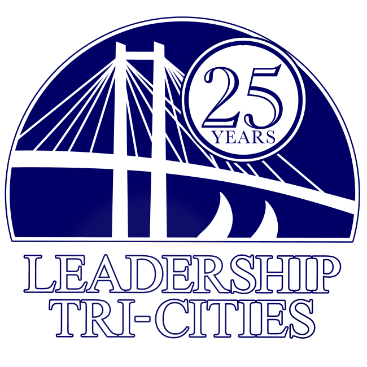 25
YEARS
LEADERSHIP
TRI-CITIES